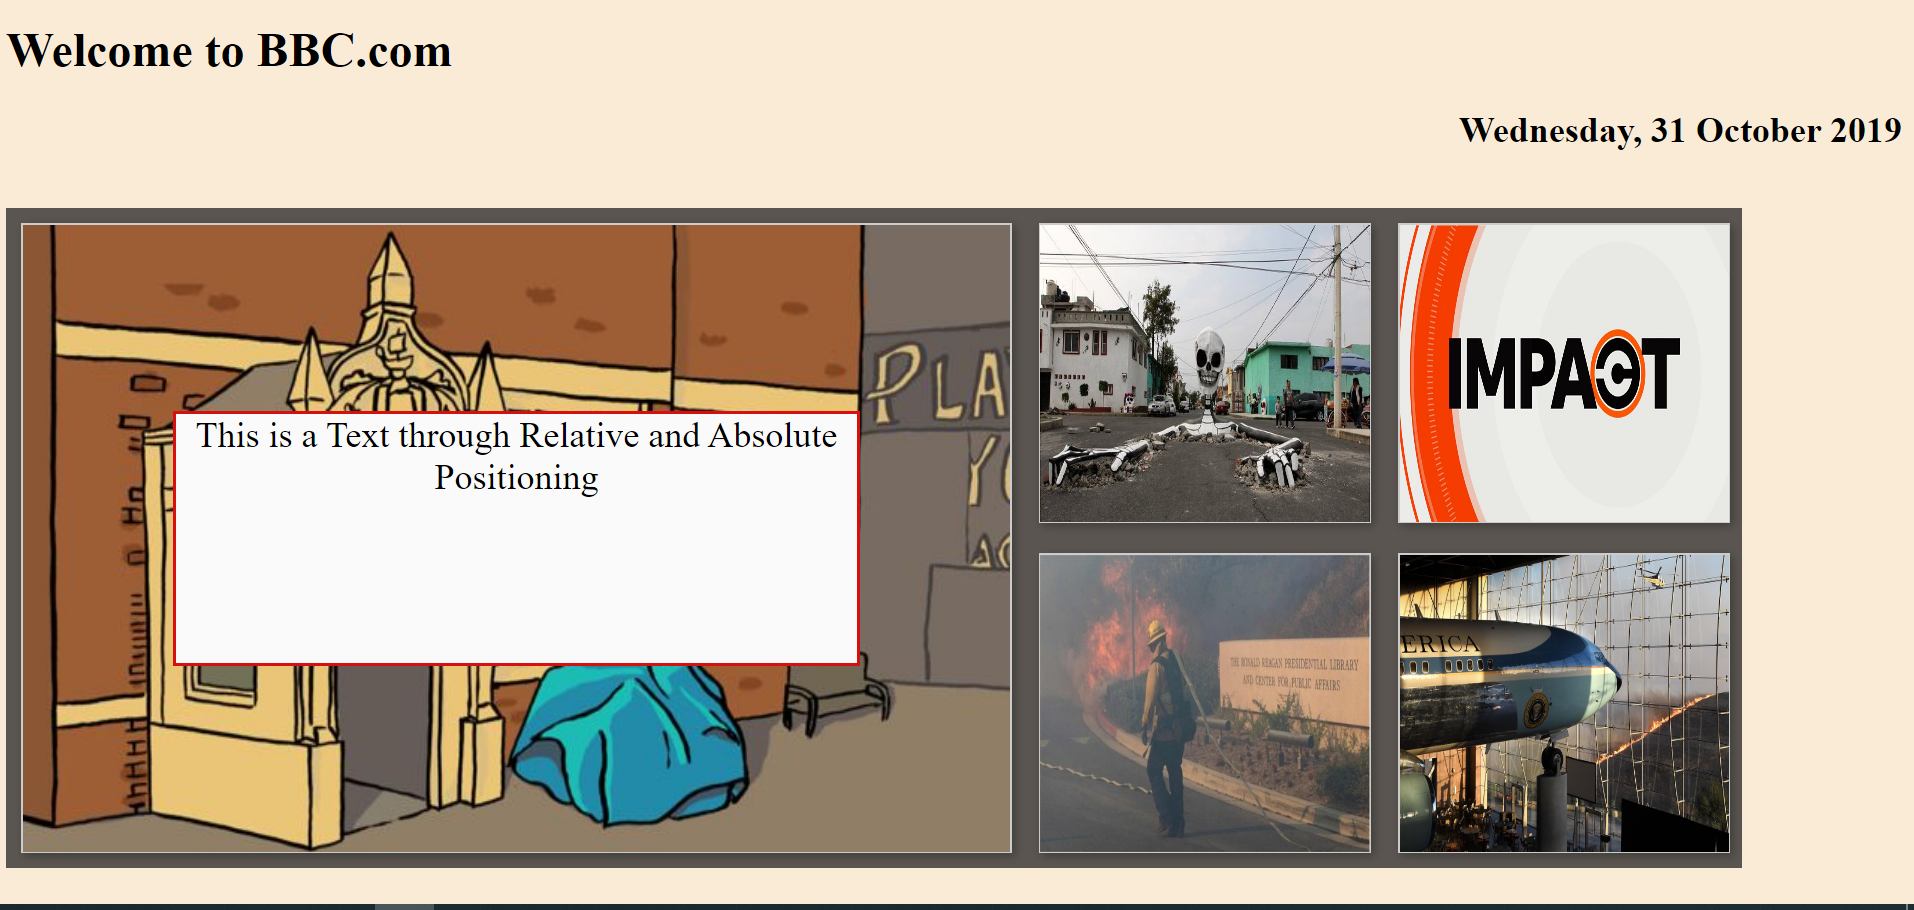 Welcome to BBC.com
Wednesday, 31 October 2019
PLA
This is a Text through Relative and Absolute
Positioning
IMPACT
THE RONALD REAGAN PRESIDENTIAL LIBRARY
AND CENTER FOR PUBLIC AFFAIRS
ERICA